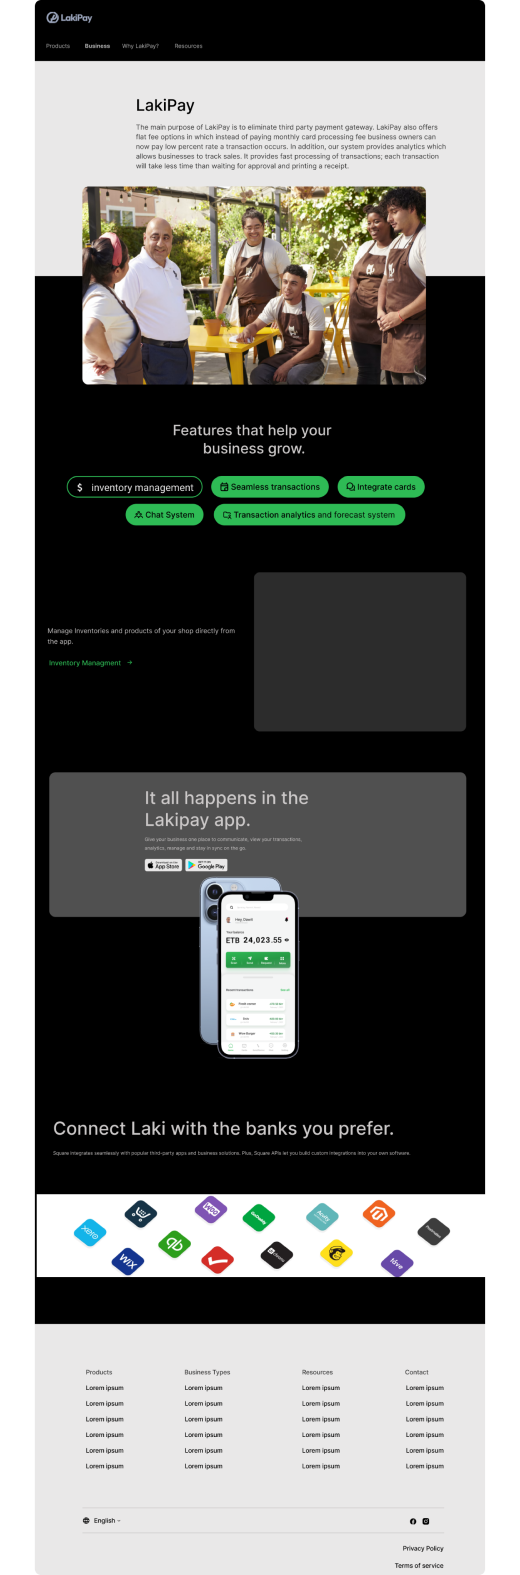 LakiPay
Products Business Why LakiPay? Resources
LakiPay
The main purpose of LakiPay is to eliminate third party payment gateway. LakiPay also offers
flat fee options in which instead of paying monthly card processing fee business owners can
now pay low percent rate a transaction occurs. In addition, our system provides analytics which
allows businesses to track sales. It provides fast processing of transactions; each transaction
will take less time than waiting for approval and printing a receipt.
Features that help your
business grow.
$ inventory management Seamless transactions Integrate cards
Chat System Transaction analytics and forecast system
Manage Inventories and products of your shop directly from
the app.
Inventory Managment →
It all happens in the
Lakipay app.
Give your business one place to communicate, view your transactions,
analytics, manage and stay in sync on the go.
App Store Google Play
Hey, Dawit
ETB 24,023.55
Recent transactions See all
Connect Laki with the banks you prefer.
Square integrates seamlessly with popular third-party apps and business solutions. Plus, Square APIs let you build custom integrations into your own software.
xero
woo
GoDaddy
Acuity
WIX
qb
Products Business Types Resources Contact
Lorem ipsum Lorem ipsum Lorem ipsum Lorem ipsum
Lorem ipsum Lorem ipsum Lorem ipsum Lorem ipsum
Lorem ipsum Lorem ipsum Lorem ipsum Lorem ipsum
Lorem ipsum Lorem ipsum Lorem ipsum Lorem ipsum
Lorem ipsum Lorem ipsum Lorem ipsum Lorem ipsum
Lorem ipsum Lorem ipsum Lorem ipsum Lorem ipsum
English
Privacy Policy
Terms of service